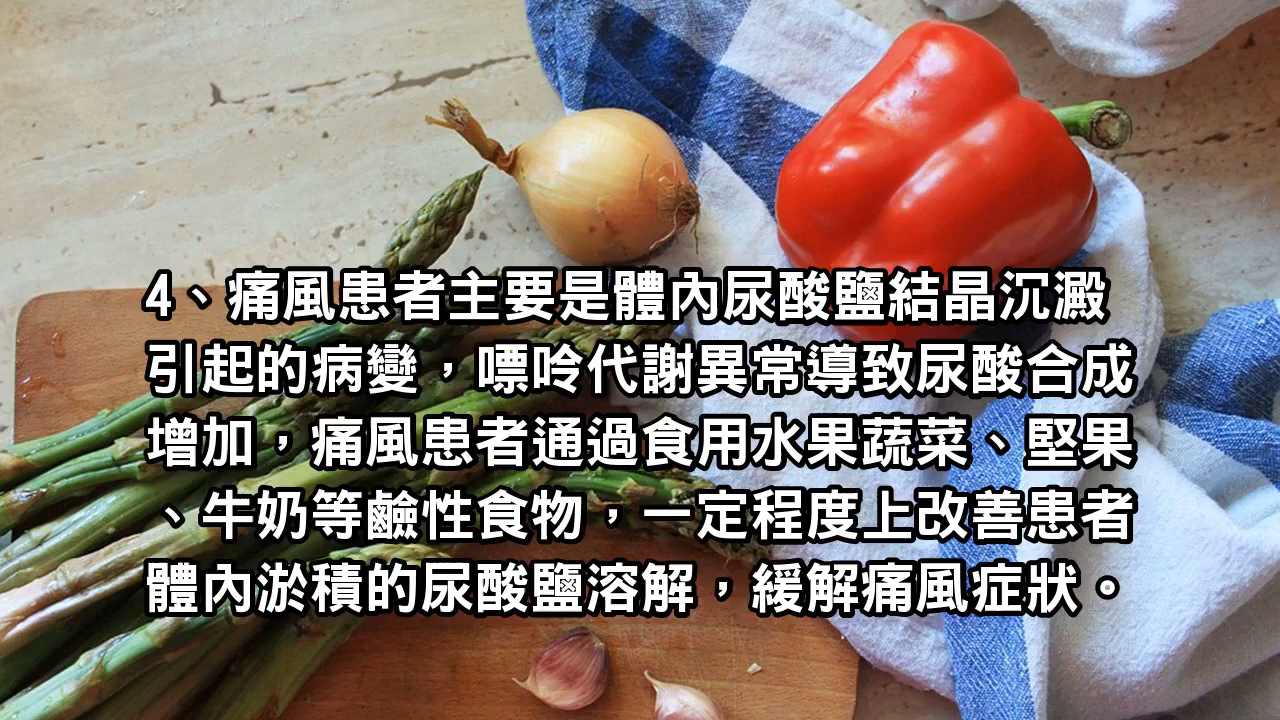 4、痛風患者主要是體內尿酸鹽結晶沉澱
引起的病變，嘌呤代謝異常導致尿酸合成
增加，痛風患者通過食用水果蔬菜、堅果
、牛奶等鹼性食物，一定程度上改善患者
體內淤積的尿酸鹽溶解，緩解痛風症狀。